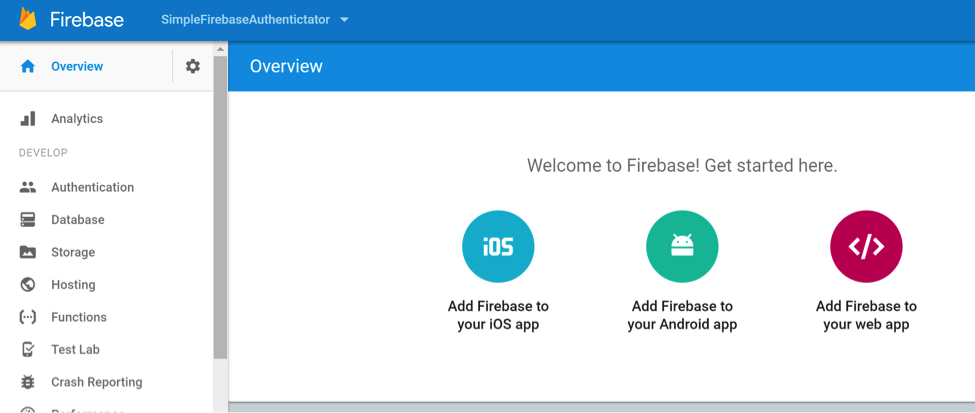 Firebase
SimpleFirebaseAuthentictator
Overview
Overview
Analytics
DEVELOP
Authentication
Database
Storage
Hosting
Functions
Test Lab
Crash Reporting
Welcome to Firebase! Get started here.
iOS
Add Firebase to
your iOS app
Add Firebase to
your Android app
</>
Add Firebase to
your web app